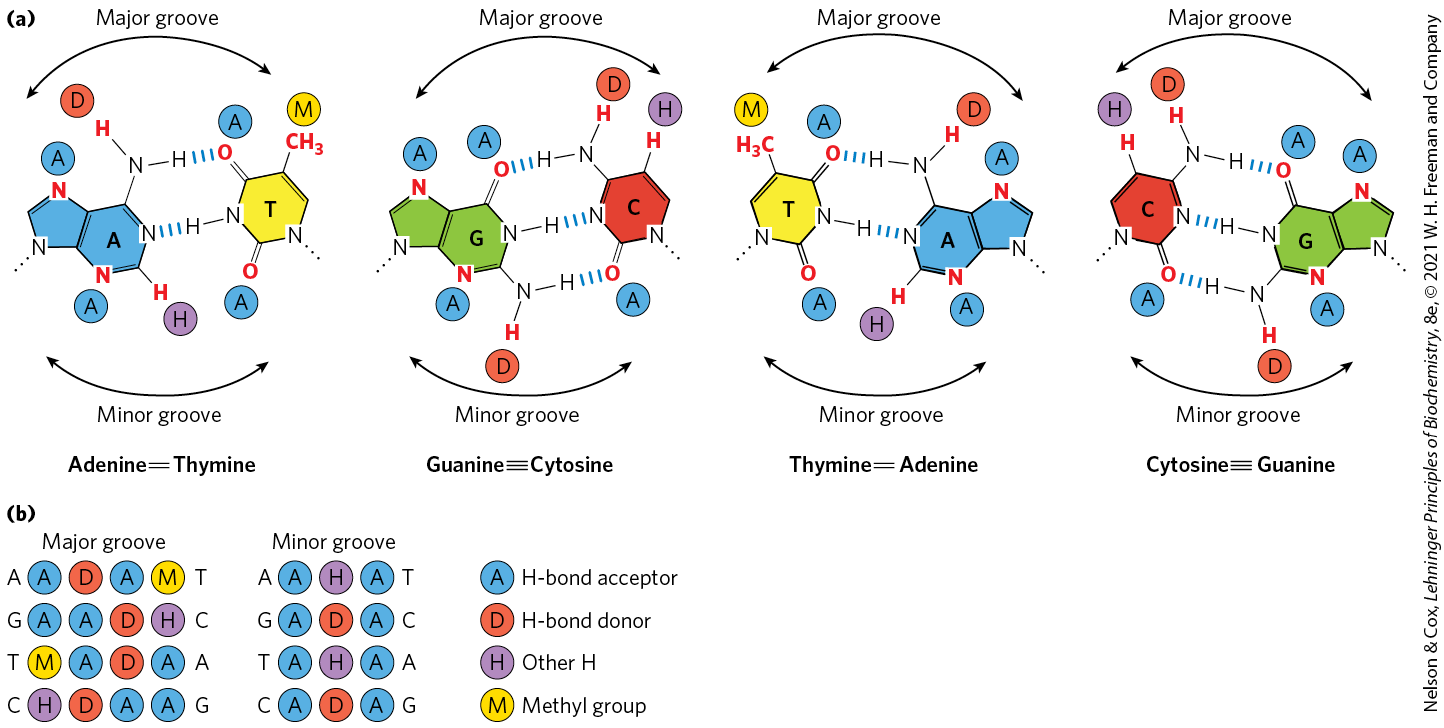 (a)
Major groove
Major groove
Major groove
Major groove
D
A
M
H
A
H
O
CH3
N
N
H
N
A
N
H
N
T
N
N
N
O
H
A
H
A
Minor groove
Adenine=Thymine
D
H
A
A
H
H
N
O
H
N
N
G
N
H
N
C
N
N
N
H
O
A
N
H
A
D
Minor groove
Guanine≡Cytosine
M
A
D
H
A
H3C
O
H
N
N
T
N
H
N
A
N
N
N
O
H
A
H
A
Minor groove
Thymine=Adenine
H
D
A
A
H
H
N
H
O
N
C
N
H
N
G
N
N
O
H
N
N
A
H
A
D
Minor groove
Cytosine≡Guanine
(b)
Major groove
A A D A M T
G A A D H C
T M A D A A
C H D A A G
Minor groove
A A H A T
G A D A C
T A H A A
C A D A G
A H-bond acceptor
D H-bond donor
H Other H
M Methyl group
Nelson & Cox, Lehninger Principles of Biochemistry, 8e, © 2021 W. H. Freeman and Company